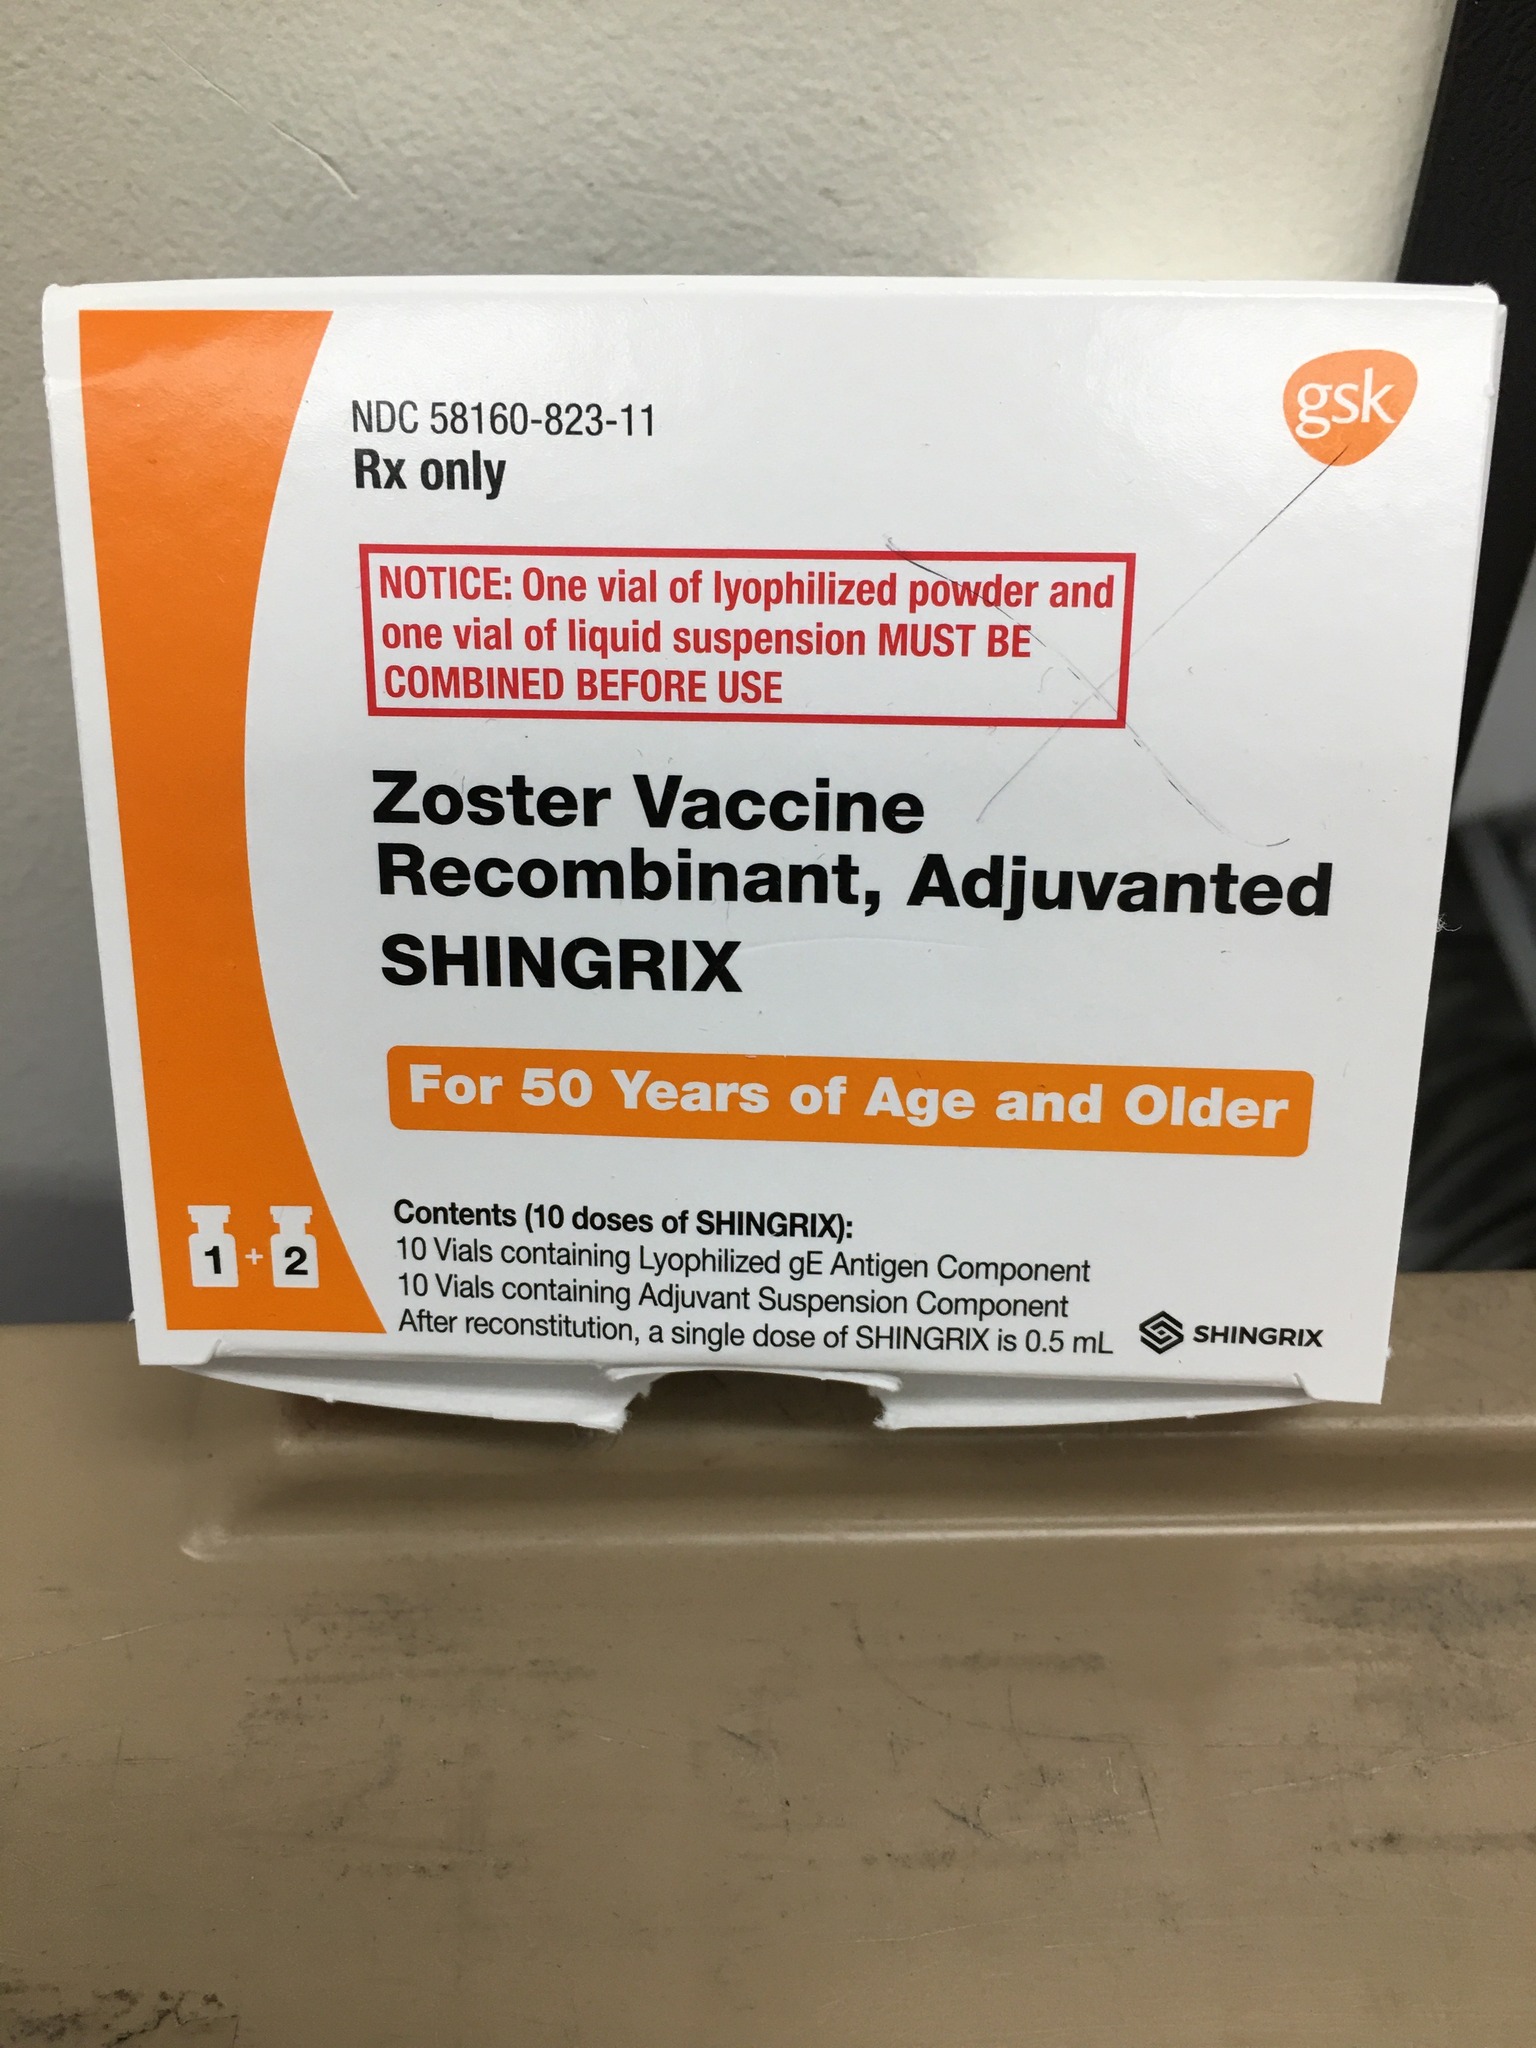 gsk
NDC 58160-823-11
Rx only
NOTICE: One vial of lyophilized powder and
one vial of liquid suspension MUST BE
COMBINED BEFORE USE
Zoster Vaccine
Recombinant, Adjuvanted
SHINGRIX
For 50 Years of Age and Older
1 + 2
Contents (10 doses of SHINGRIX):
10 Vials containing Lyophilized gE Antigen Component
10 Vials containing Adjuvant Suspension Component
After reconstitution, a single dose of SHINGRIX is 0.5 mL
SHINGRIX